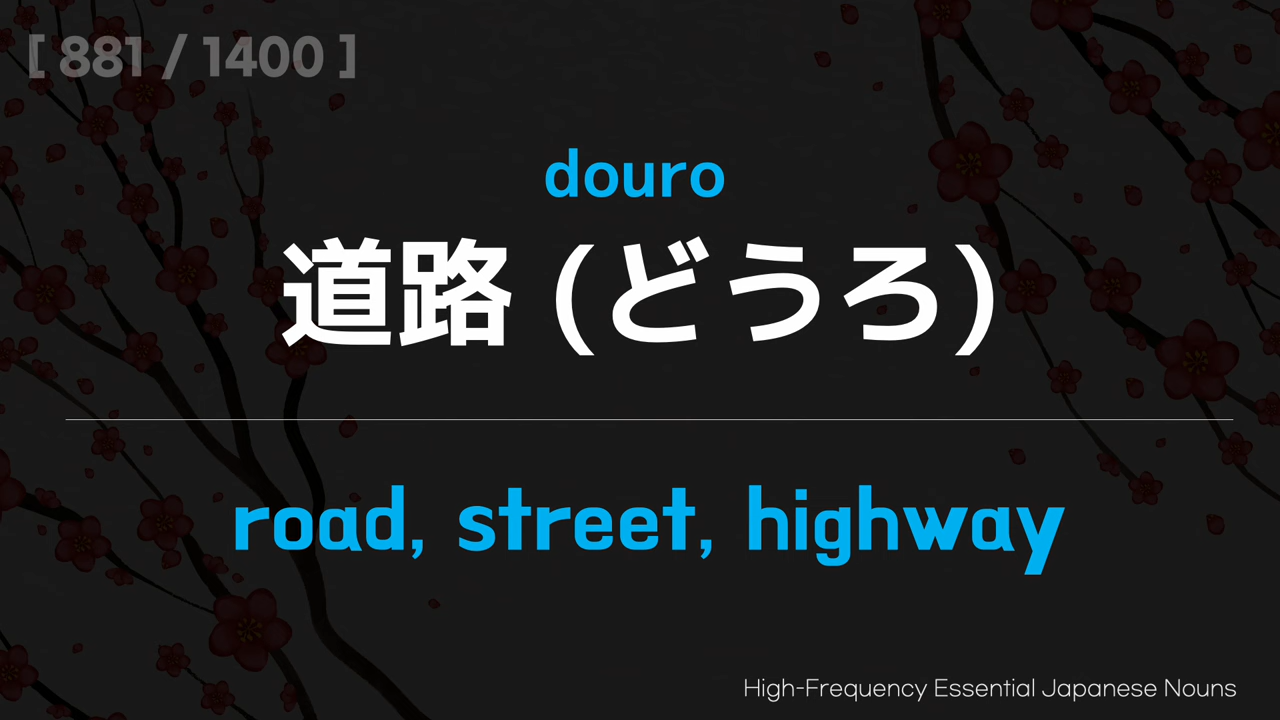 [ 881 / 1400 ]
douro
道路 (どうろ)
road, street, highway
High-Frequency Essential Japanese Nouns